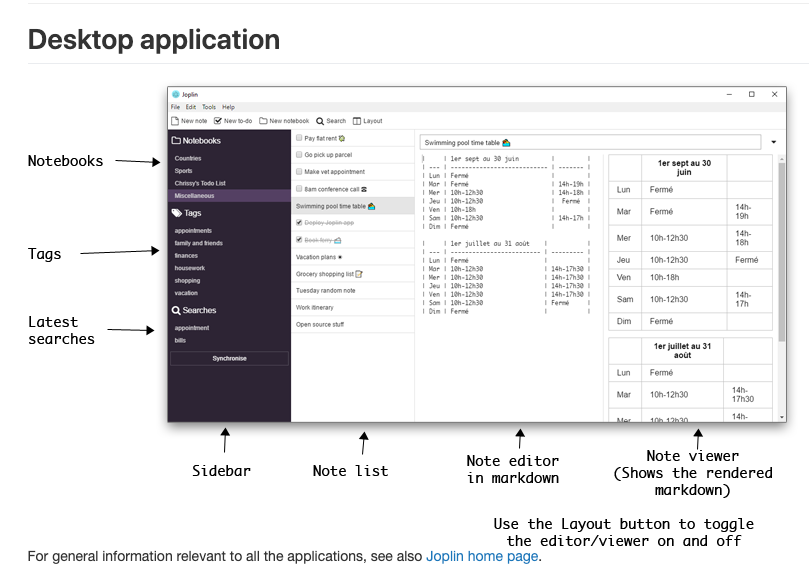 Desktop application
Joplin
File Edit Tools Help
New note New to-do New notebook Search Layout
Notebooks
Notebooks
Countries
Sports
Chrissy's Todo List
Miscellaneous
Tags
Tags
appointments
family and friends
finances
housework
shopping
vacation
Latest
searches
Searches
appointment
bills
Synchronise
Pay flat rent
Go pick up parcel
Make vet appointment
8am conference call
Swimming pool time table
Deploy Joplin app
Book ferry
Vacation plans
Grocery shopping list
Tuesday random note
Work itinerary
Open source stuff
Swimming pool time table
| | 1er sept au 30 juin | |
| --- | -------------------------- | ------- |
| Lun | Fermé
| Mar | Fermé | 14h-19h |
| Mer | 10h-12h30 | 14h-18h |
| Jeu | 10h-12h30 | Fermé |
| Ven | 10h-18h | |
| Sam | 10h-12h30 | 14h-17h |
| Dim | Fermé | |
| | 1er juillet au 31 août | |
| --- | -------------------------- | --------- |
| Lun | Fermé | |
| Mar | 10h-12h30 | 14h-17h30 |
| Mer | 10h-12h30 | 14h-17h30 |
| Jeu | 10h-12h30 | 14h-17h30 |
| Ven | 10h-12h30 | 14h-17h30 |
| Sam | 10h-12h30 | Fermé |
| Dim | Fermé | |
1er sept au 30
juin
Lun Fermé
Mar Fermé 14h-
19h
Mer 10h-12h30 14h-
18h
Jeu 10h-12h30 Fermé
Ven 10h-18h
Sam 10h-12h30 14h-
17h
Dim Fermé
1er juillet au 31
août
Lun Fermé
Mar 10h-12h30 14h-
17h30
Mer 10h-12h30 14h-
Sidebar
Note list
Note editor
in markdown
Note viewer
(Shows the rendered
markdown)
Use the Layout button to toggle
the editor/viewer on and off
For general information relevant to all the applications, see also Joplin home page.